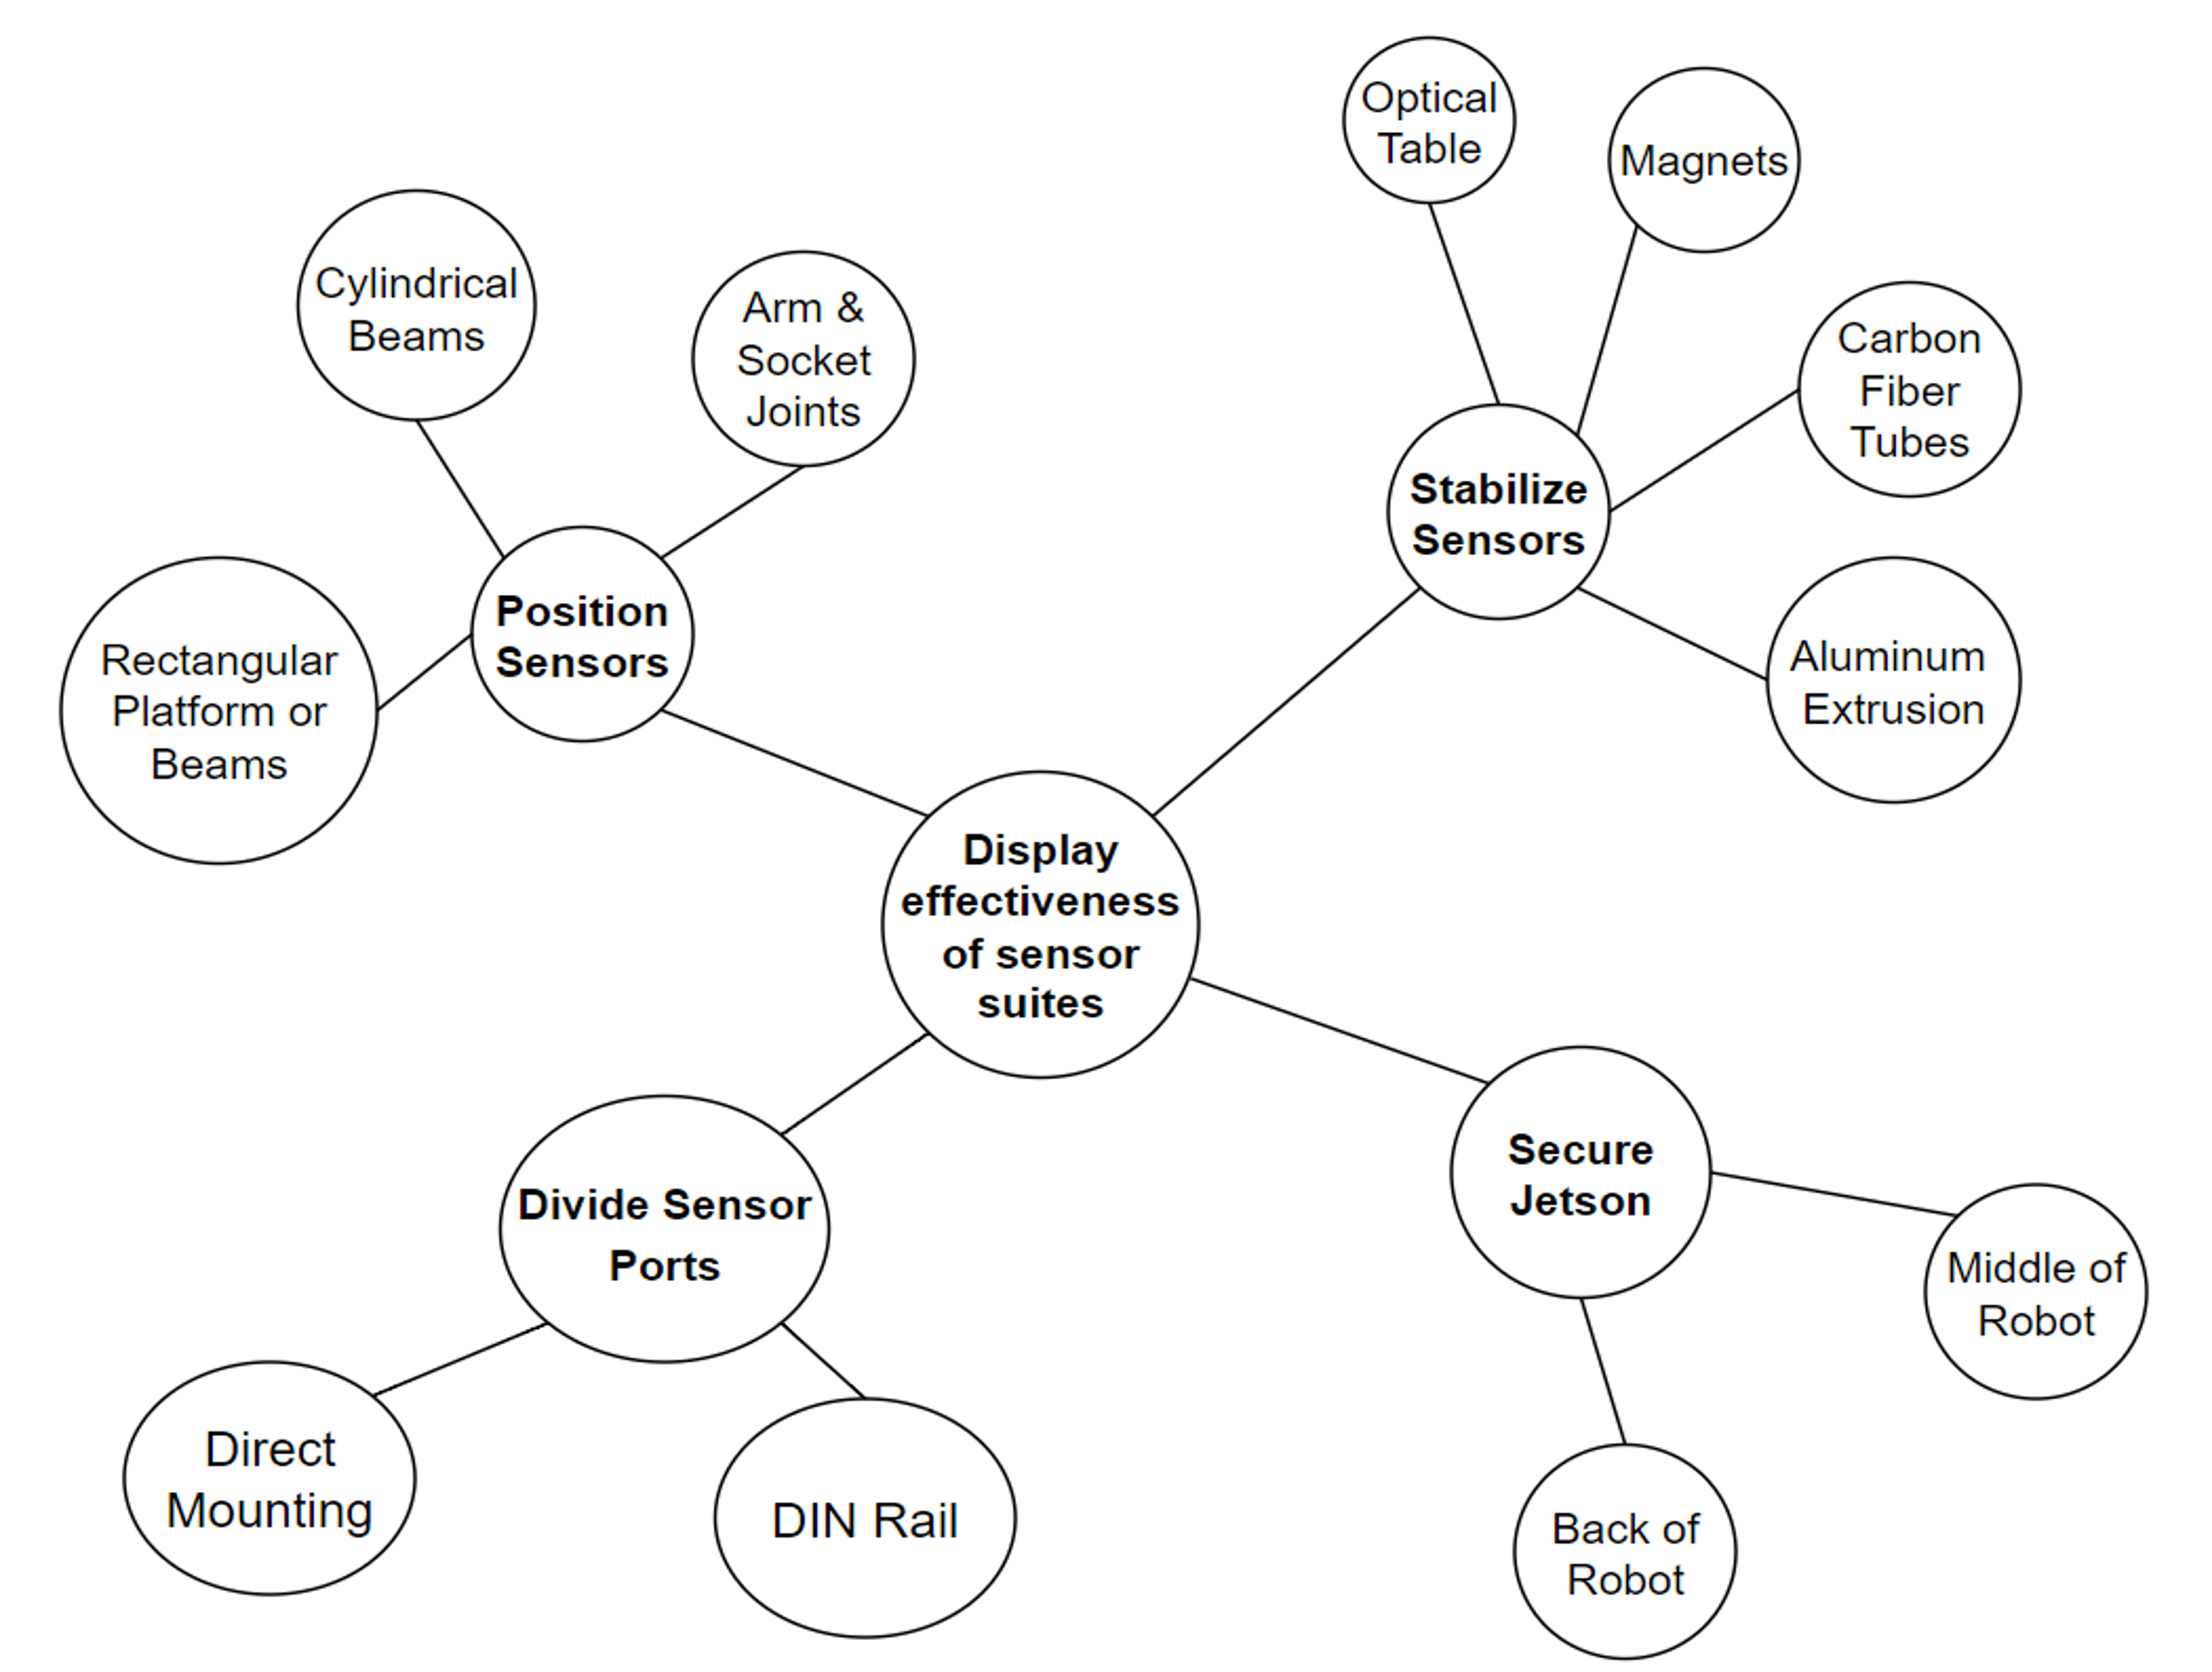 Optical
Table
Magnets
Cylindrical
Beams
Arm &
Socket
Joints
Carbon
Fiber
Tubes
Stabilize
Sensors
Position
Sensors
Rectangular
Platform or
Beams
Aluminum
Extrusion
Display
effectiveness
of sensor
suites
Divide Sensor
Ports
Secure
Jetson
Middle of
Robot
Direct
Mounting
DIN Rail
Back of
Robot